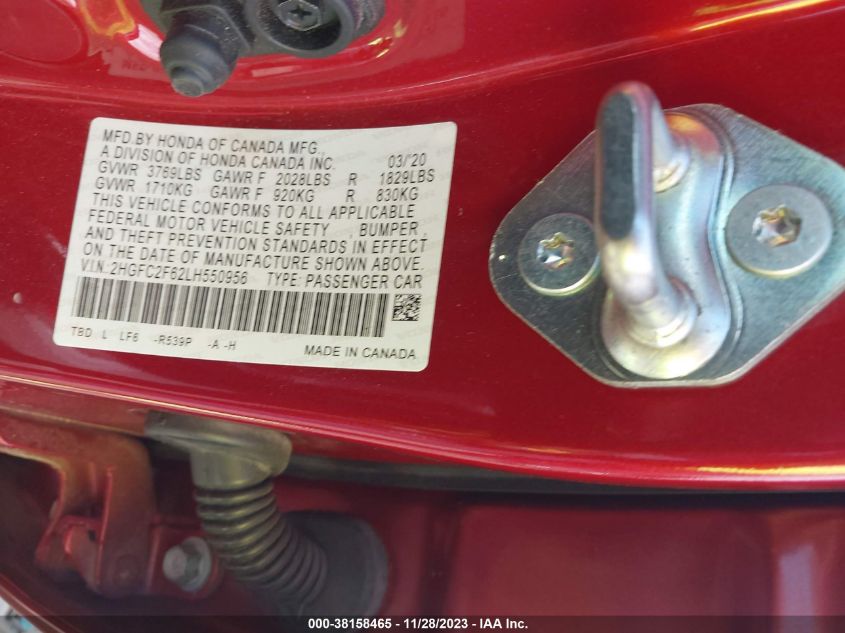 MFD.BY HONDA OF CANADA MFG.,
A DIVISION OF HONDA CANADA INC. 03/'20
GVWR 3769LBS GAWR F 2028LBS R 1829LBS
GVWR 1710KG GAWR F 920KG R 830KG
THIS VEHICLE CONFORMS TO ALL APPLICABLE
FEDERAL MOTOR VEHICLE SAFETY, BUMPER,
AND THEFT PREVENTION STANDARDS IN EFFECT
ON THE DATE OF MANUFACTURE SHOWN ABOVE.
V.I.N.:2HGFC2F62LH550956 TYPE: PASSENGER CAR
TBD L LF6 -R539P -A -H
MADE IN CANADA
000-38158465 - 11/28/2023 - IAA Inc.